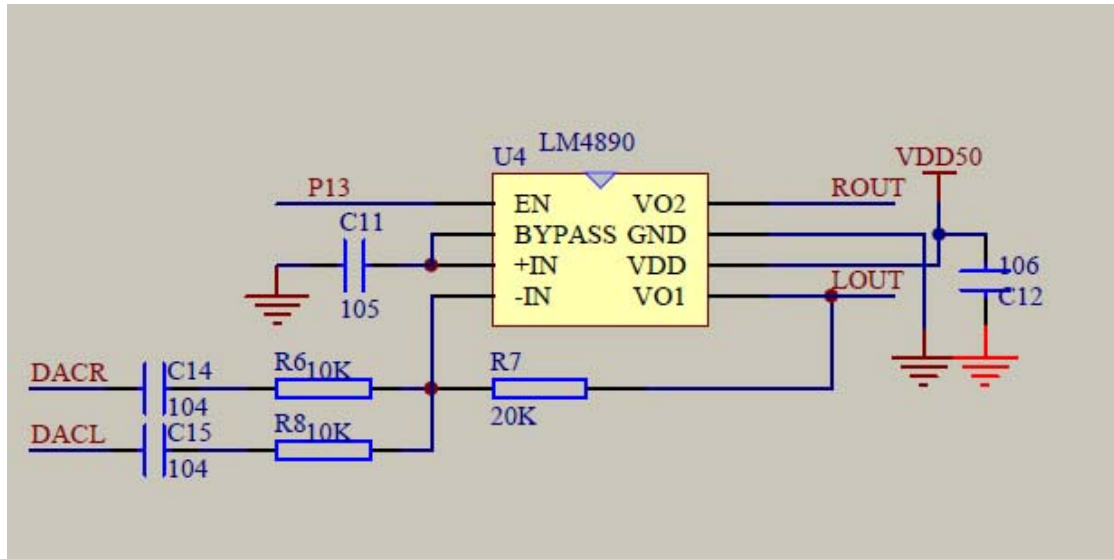 U4 LM4890
VDD50
P13 EN VO2 ROUT
C11 BYPASS GND
+IN VDD 106
105 -IN VO1 LOUT C12
DACR C14 R6 10K R7
104 20K
DACL C15 R8 10K
104